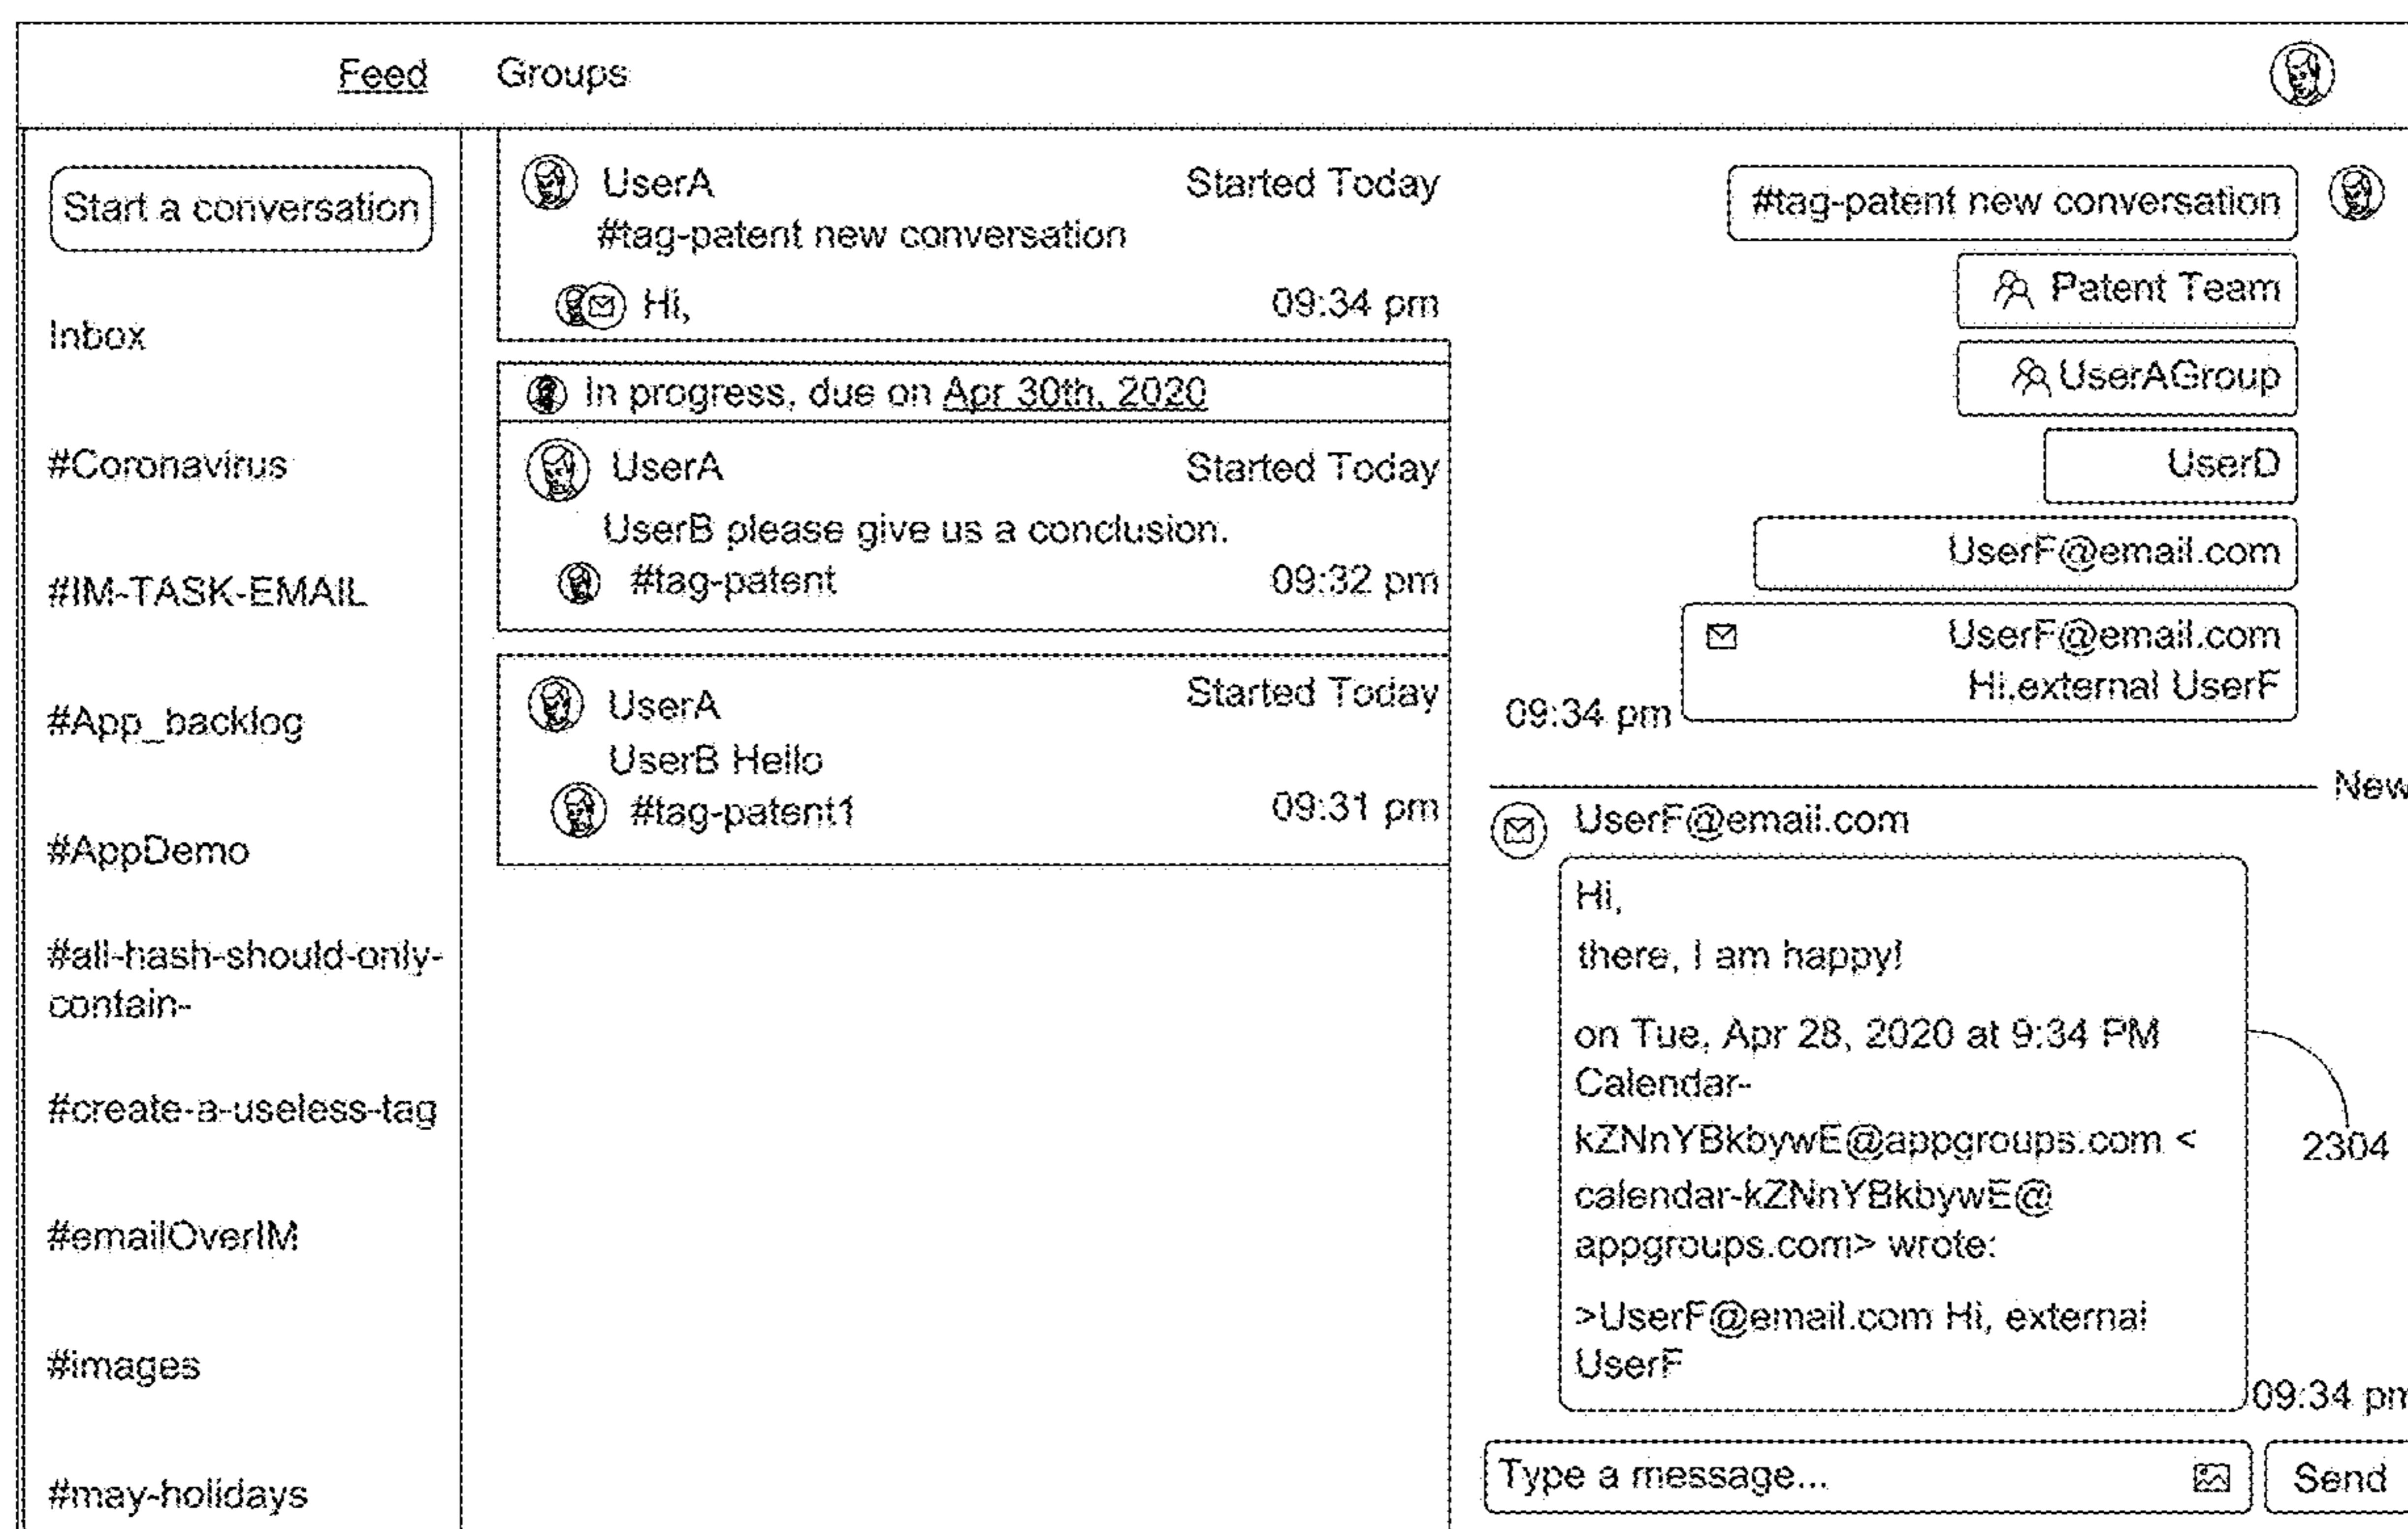 Feed Groups
Start a conversation
Inbox
#Coronavirus
#IM-TASK-EMAIL
#App_backlog
#AppDemo
#all-hash-should-only-
contain-
#create-a-useless-tag
#emailOverIM
#images
#may-holidays
UserA Started Today
#tag-patent new conversation
Hi, 09:34 pm
In progress, due on Apr 30th, 2020
UserA Started Today
UserB please give us a conclusion.
#tag-patent 09:32 pm
UserA Started Today
UserB Hello
#tag-patent1 09:31 pm
#tag-patent new conversation
Patent Team
UserAGroup
UserD
UserF@email.com
UserF@email.com
Hi,external UserF
09:34 pm
New
UserF@email.com
Hi,
there, I am happy!
on Tue, Apr 28, 2020 at 9:34 PM
Calendar-
kZNnYBkbywE@appgroups.com <
calendar-kZNnYBkbywE@
appgroups.com> wrote:
>UserF@email.com Hi, external
UserF
09:34 pm
2304
Type a message... Send